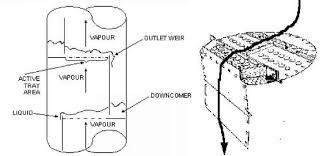 VAPOUR
OUTLET WEIR
ACTIVE
TRAY
AREA
VAPOUR
DOWNCOMER
LIQUID
VAPOUR